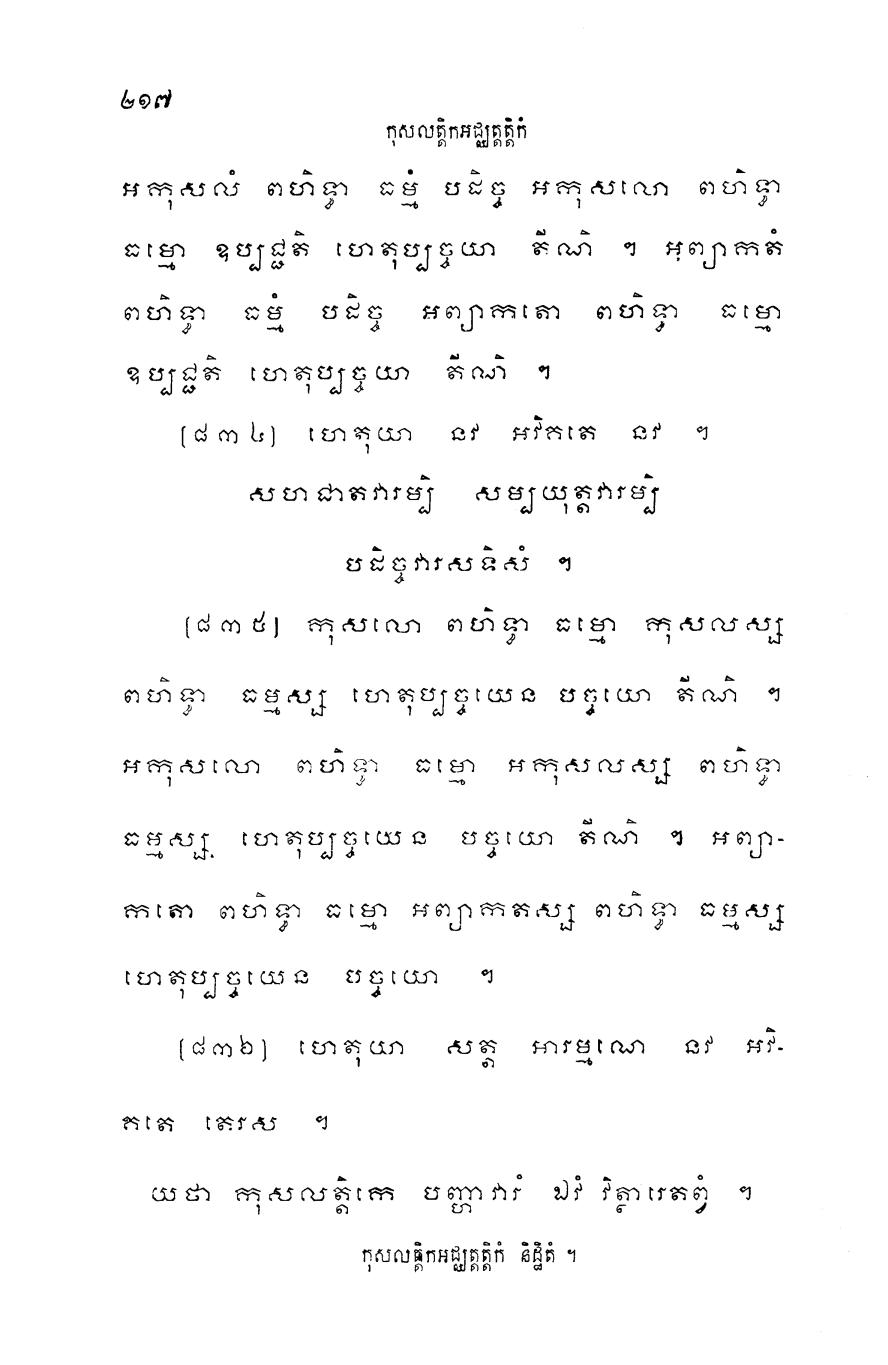 ២១៧
កុសលត្តិកអជ្ឈត្តត្តិកំ
អកុសលំ ពហិទ្ធា ធម្មំ បដិច្ច អកុសលោ ពហិទ្ធា
ធម្មោ ឧប្បជ្ជតិ ហេតុប្បច្ចយា តីណិ ៗ អព្យាកតំ
ពហិទ្ធា ធម្មំ បដិច្ច អព្យាកតោ ពហិទ្ធា ធម្មោ
ឧប្បជ្ជតិ ហេតុប្បច្ចយា តីណិ ៗ
[៨៣៤] ហេតុយា នវ អវិគតេ នវ ៗ
សហជាតវារម្បិ សម្បយុត្តវារម្បិ
បដិច្ចវារសទិសំ ៗ
[៨៣៥] កុសលោ ពហិទ្ធា ធម្មោ កុសលស្ស
ពហិទ្ធា ធម្មស្ស ហេតុប្បច្ចយេន បច្ចយោ តីណិ ៗ
អកុសលោ ពហិទ្ធា ធម្មោ អកុសលស្ស ពហិទ្ធា
ធម្មស្ស ហេតុប្បច្ចយេន បច្ចយោ តីណិ ៗ អព្យា-
កតោ ពហិទ្ធា ធម្មោ អព្យាកតស្ស ពហិទ្ធា ធម្មស្ស
ហេតុប្បច្ចយេន បច្ចយោ ៗ
[៨៣៦] ហេតុយា សត្ត អារម្មណេ នវ អវិ-
គតេ តេរស ៗ
យថា កុសលត្តិកេ បញ្ហាវារំ ឯវំ វិត្ថារេតព្វំ ៗ
កុសលត្តិកអជ្ឈត្តត្តិកំ និដ្ឋិតំ ។